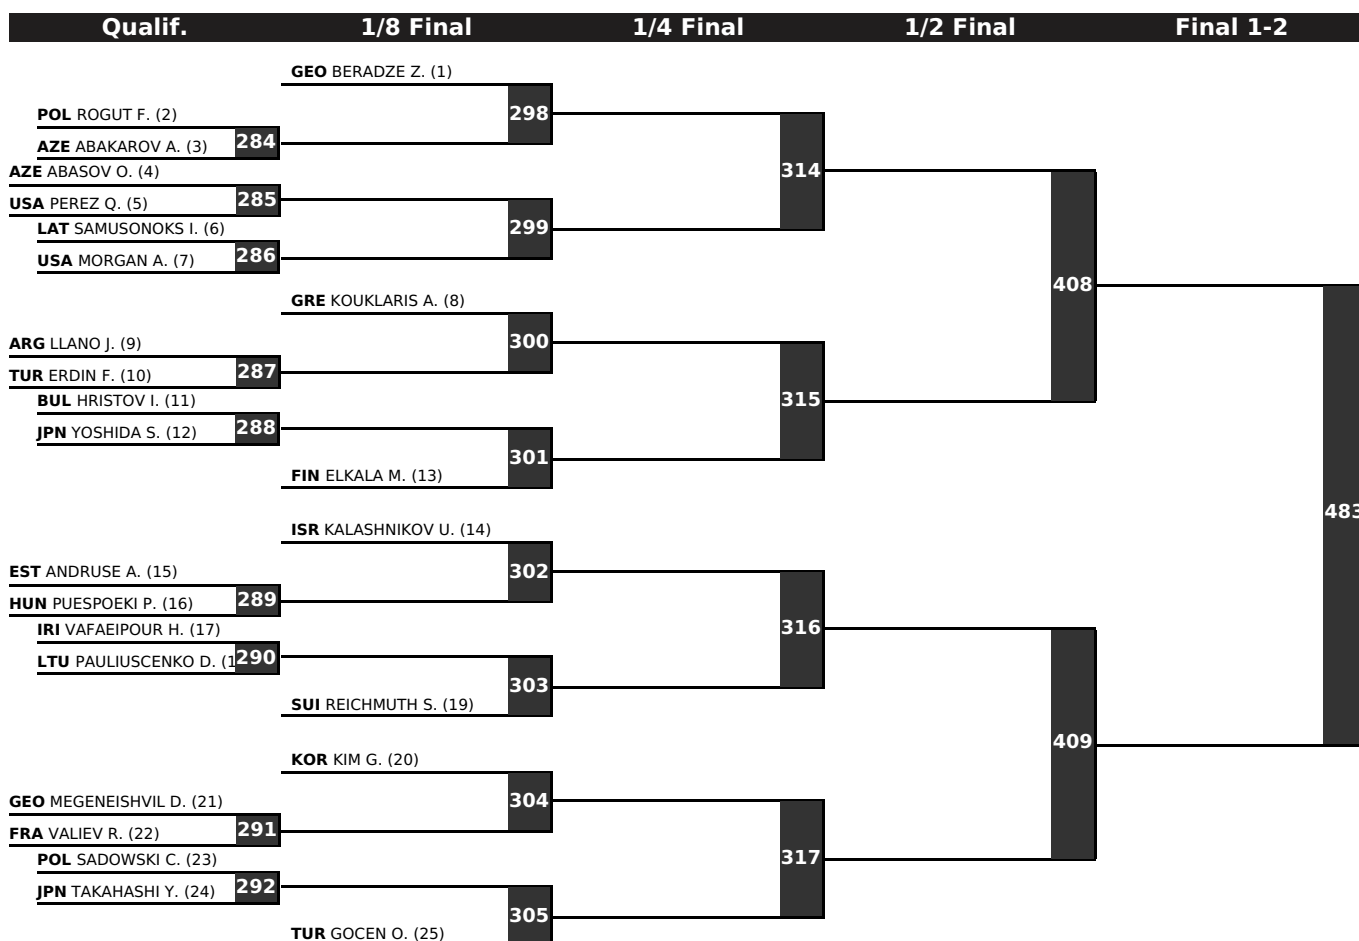 Qualif. 1/8 Final 1/4 Final 1/2 Final Final 1-2
GEO BERADZE Z. (1)
298
POL ROGUT F. (2)
284
AZE ABAKAROV A. (3)
AZE ABASOV O. (4)
314
285
USA PEREZ Q. (5)
LAT SAMUSONOKS I. (6)
299
286
USA MORGAN A. (7)
408
GRE KOUKLARIS A. (8)
300
ARG LLANO J. (9)
287
TUR ERDIN F. (10)
BUL HRISTOV I. (11)
315
288
JPN YOSHIDA S. (12)
301
FIN ELKALA M. (13)
483
ISR KALASHNIKOV U. (14)
302
EST ANDRUSE A. (15)
289
HUN PUESPOEKI P. (16)
IRI VAFAEIPOUR H. (17)
316
290
LTU PAULIUSCENKO D. (1
303
SUI REICHMUTH S. (19)
409
KOR KIM G. (20)
304
GEO MEGENEISHVIL D. (21)
291
FRA VALIEV R. (22)
POL SADOWSKI C. (23)
317
292
JPN TAKAHASHI Y. (24)
305
TUR GOCEN O. (25)